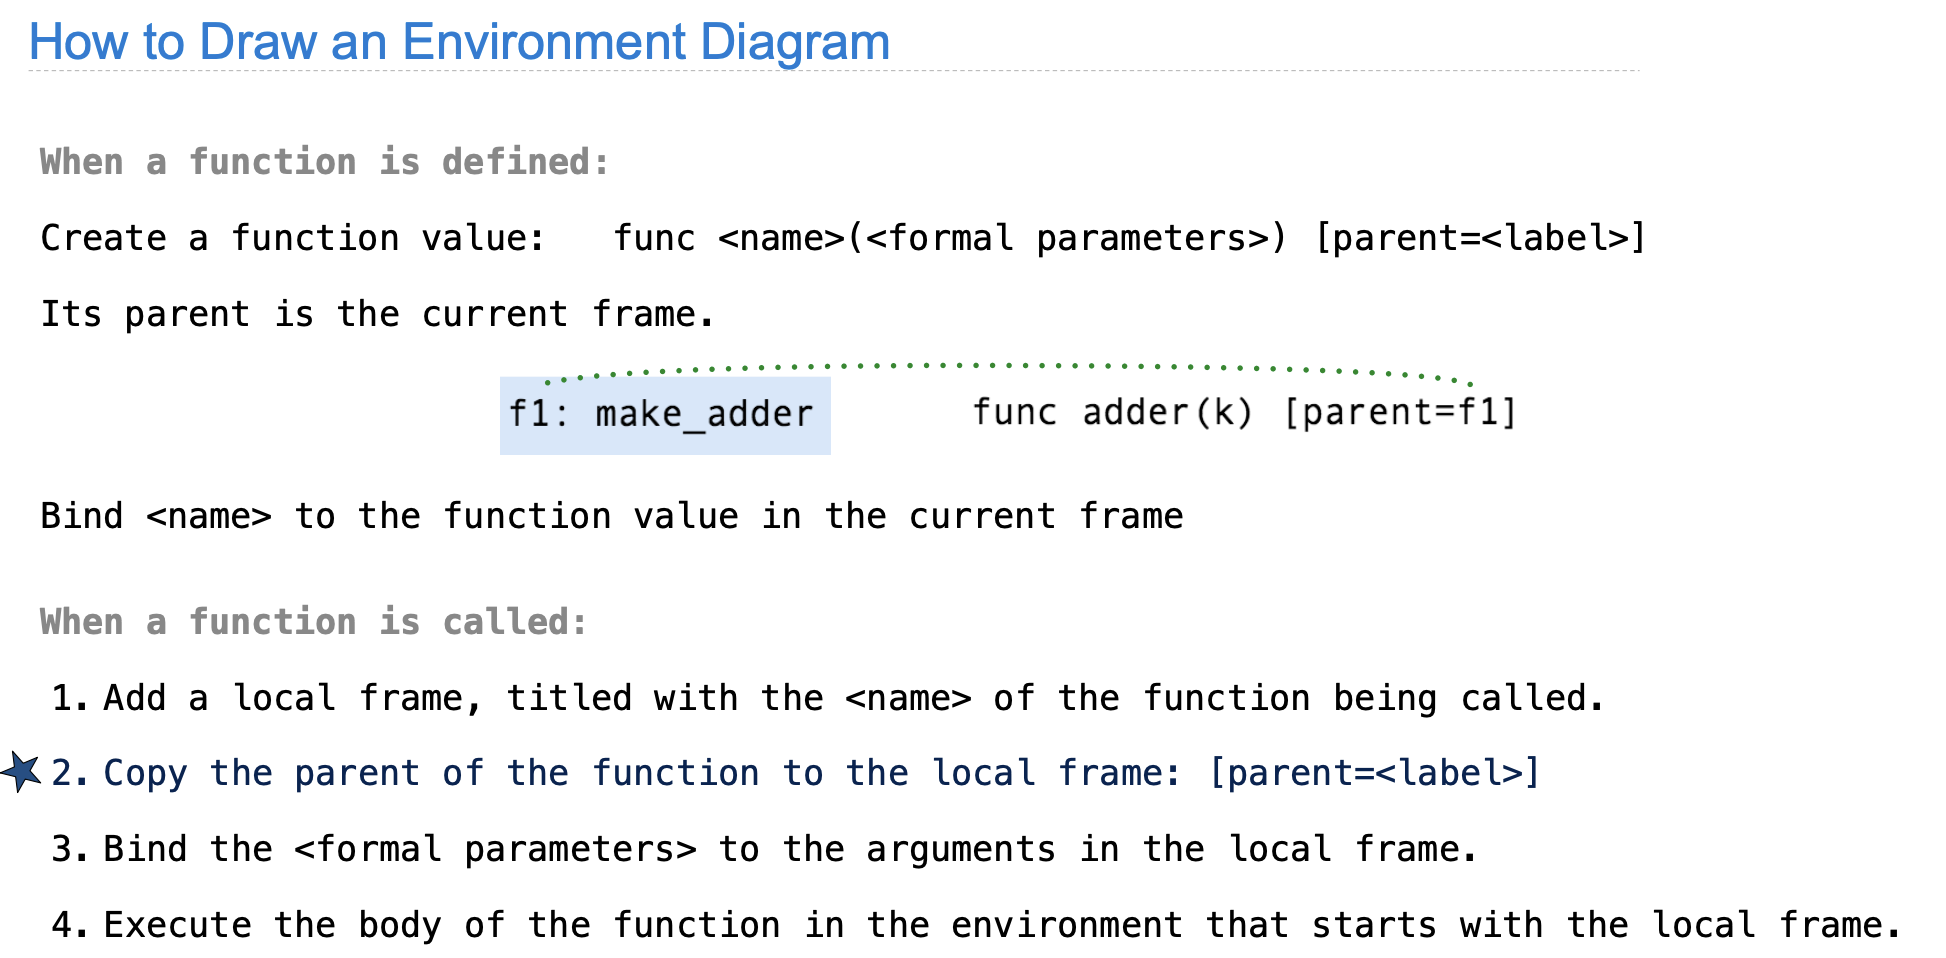 How to Draw an Environment Diagram
When a function is defined:
Create a function value:   func <name>(<formal parameters>) [parent=<label>]
Its parent is the current frame.
f1: make_adder   func adder(k) [parent=f1]
Bind <name> to the function value in the current frame
When a function is called:
1. Add a local frame, titled with the <name> of the function being called.
2. Copy the parent of the function to the local frame: [parent=<label>]
3. Bind the <formal parameters> to the arguments in the local frame.
4. Execute the body of the function in the environment that starts with the local frame.